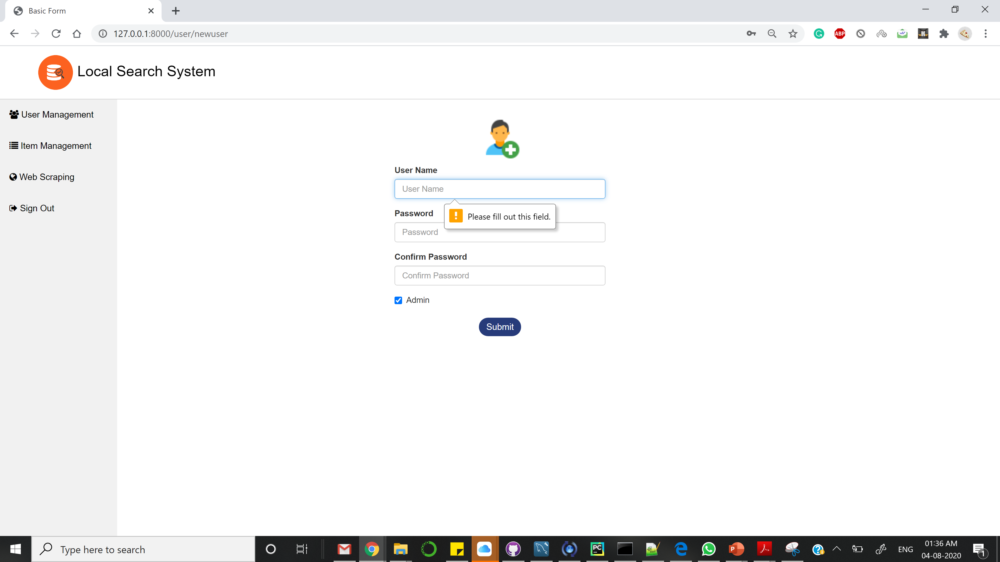 Basic Form
127.0.0.1:8000/user/newuser
ABP
Local Search System
User Management
Item Management
Web Scraping
Sign Out
User Name
User Name
Please fill out this field.
Password
Password
Confirm Password
Confirm Password
Admin
Submit
Type here to search
PC
P
ENG
01:36 AM
04-08-2020
1